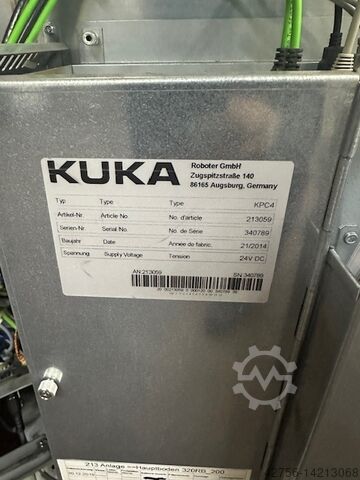 KUKA
Roboter GmbH
Zugspitzstraße 140
86165 Augsburg, Germany
Typ Type Type KPC4
Artikel-Nr. Article No. No. d'article 213059
Serien-Nr. Serial No. No. de Série 340789
Baujahr Date Année de fabric. 21/2014
Spannung Supply Voltage Tension 24V DC
AN:213059 SN:340789
213 Anlage =>Hauptboden 320RB_200
42756-14213068